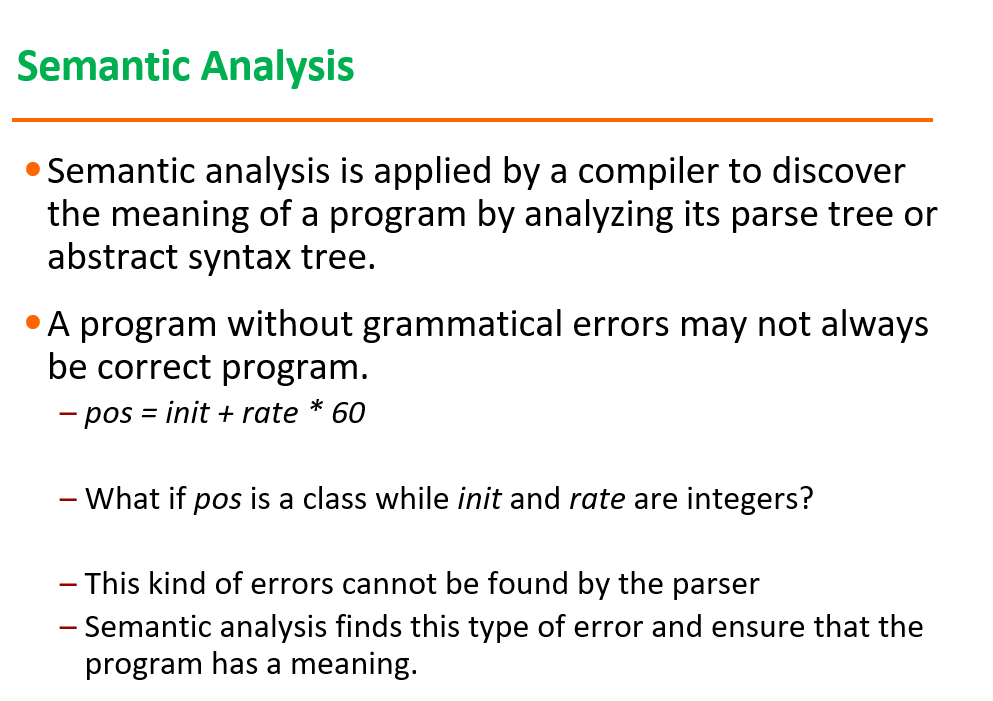 Semantic Analysis
• Semantic analysis is applied by a compiler to discover
the meaning of a program by analyzing its parse tree or
abstract syntax tree.
• A program without grammatical errors may not always
be correct program.
– pos = init + rate * 60
– What if pos is a class while init and rate are integers?
– This kind of errors cannot be found by the parser
– Semantic analysis finds this type of error and ensure that the
program has a meaning.